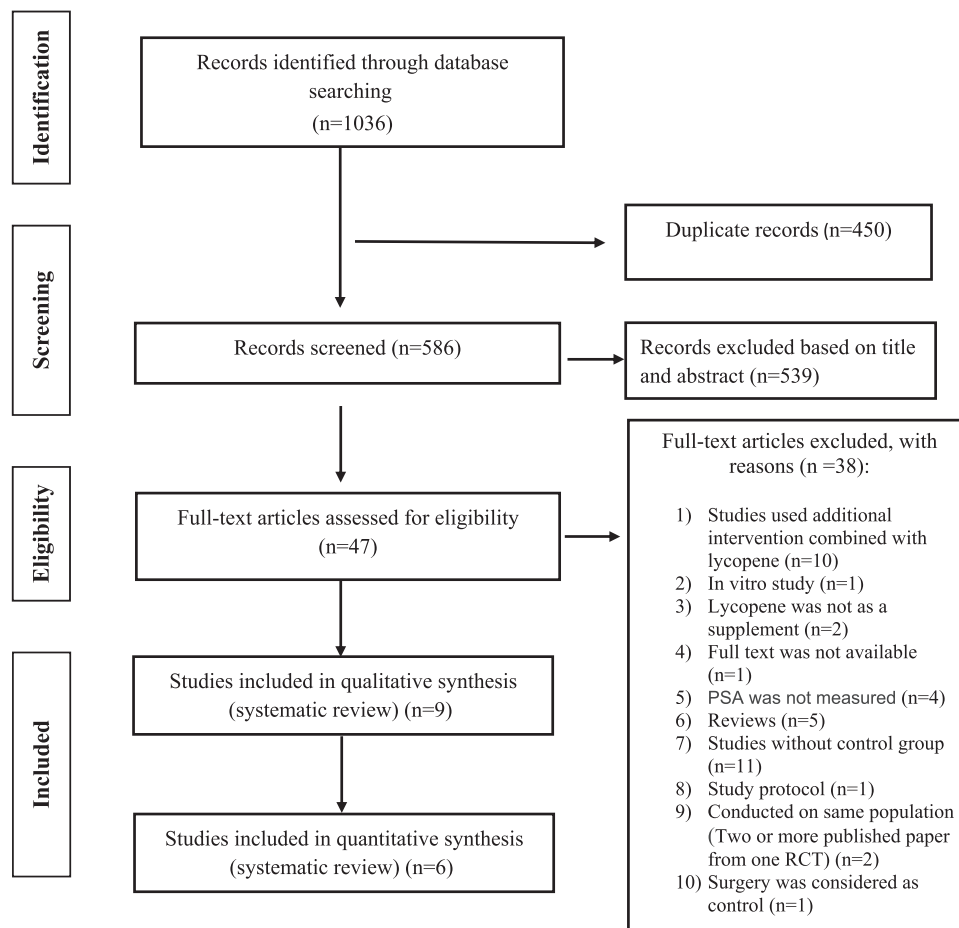 Identification
Records identified through database
searching
(n=1036)
Duplicate records (n=450)
Screening
Records screened (n=586)
Records excluded based on title
and abstract (n=539)
Eligibility
Full-text articles assessed for eligibility
(n=47)
Full-text articles excluded, with
reasons (n =38):
1) Studies used additional
intervention combined with
lycopene (n=10)
2) In vitro study (n=1)
3) Lycopene was not as a
supplement (n=2)
4) Full text was not available
(n=1)
5) PSA was not measured (n=4)
6) Reviews (n=5)
7) Studies without control group
(n=11)
8) Study protocol (n=1)
9) Conducted on same population
(Two or more published paper
from one RCT) (n=2)
10) Surgery was considered as
control (n=1)
Included
Studies included in qualitative synthesis
(systematic review) (n=9)
Studies included in quantitative synthesis
(systematic review) (n=6)